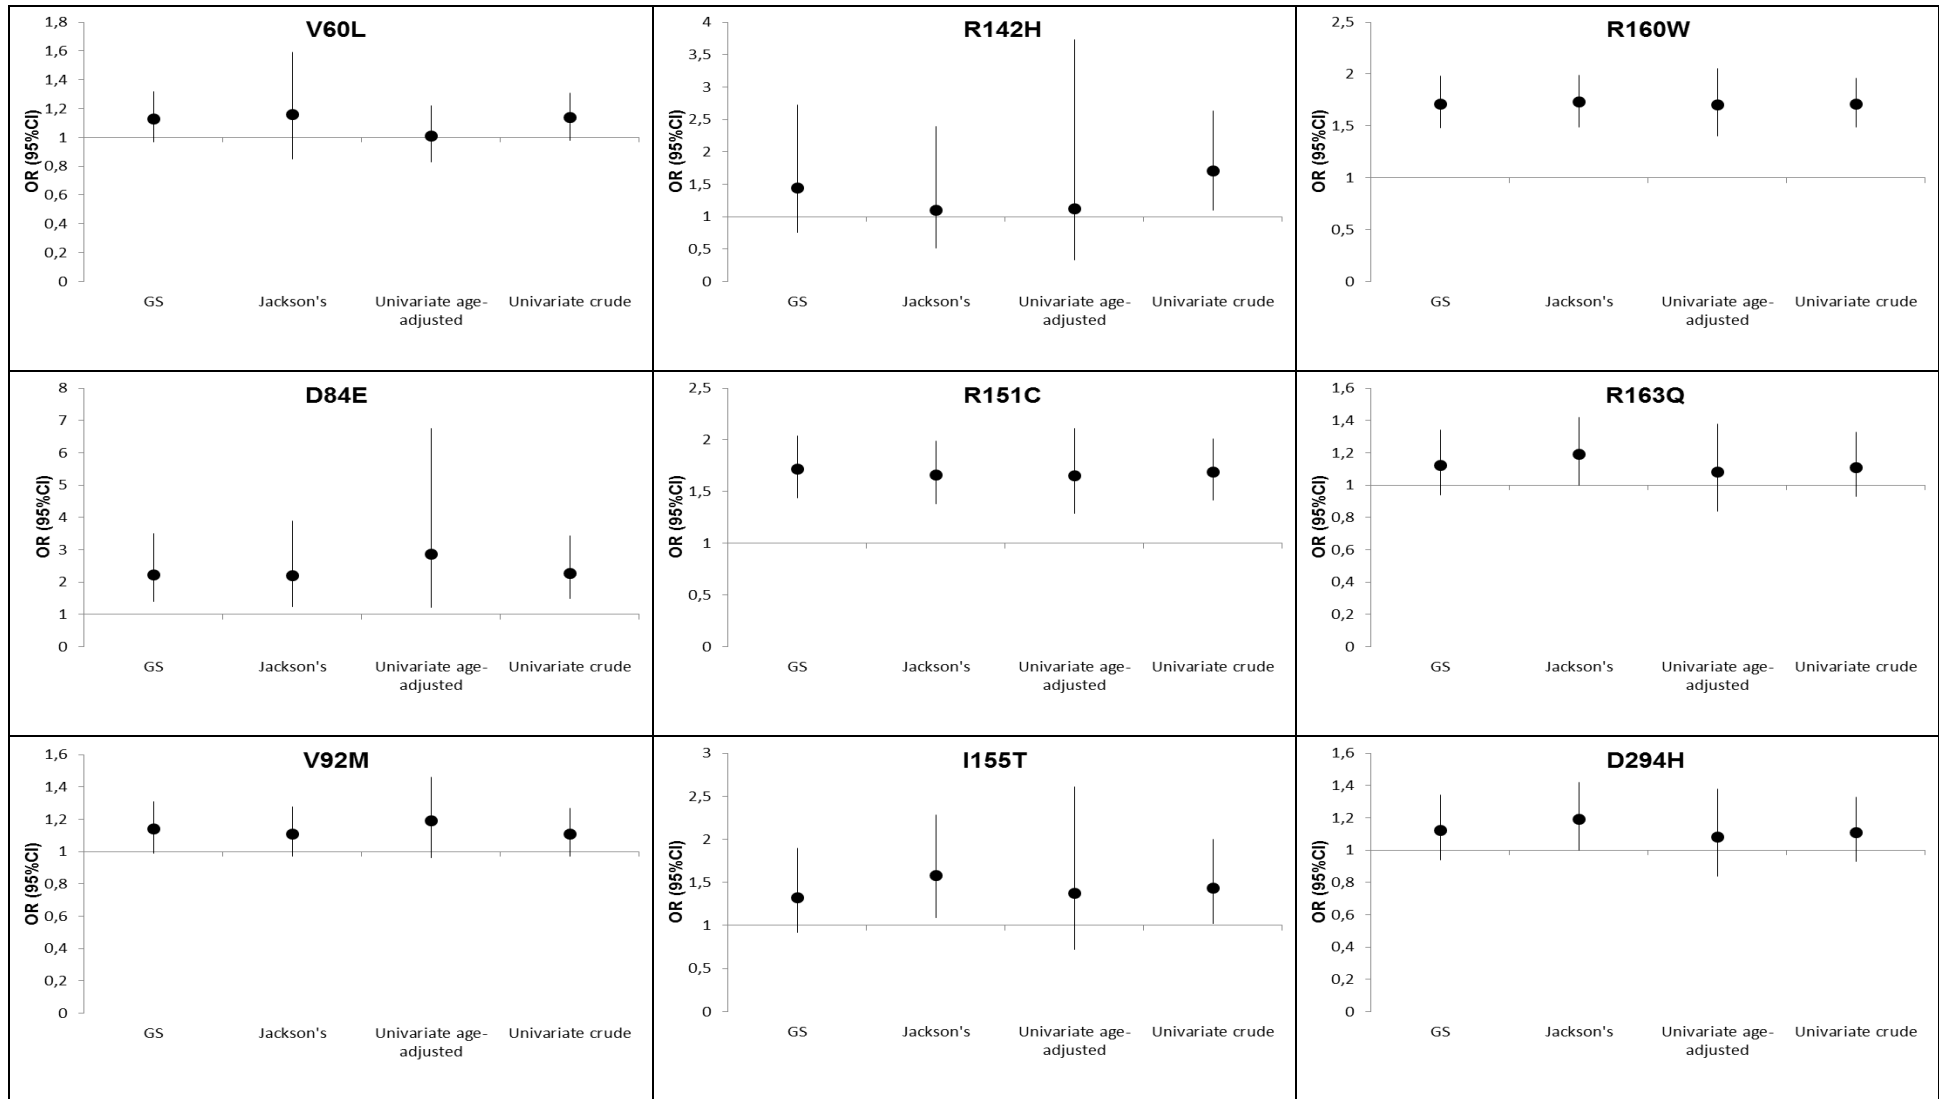 V60L
OR (95%CI)
1,8
1,6
1,4
1,2
1
0,8
0,6
0,4
0,2
0
GS Jackson's Univariate age- Univariate crude
adjusted
R142H
OR (95%CI)
4
3,5
3
2,5
2
1,5
1
0,5
0
GS Jackson's Univariate age- Univariate crude
adjusted
R160W
OR (95%CI)
2,5
2
1,5
1
0,5
0
GS Jackson's Univariate age- Univariate crude
adjusted
D84E
OR (95%CI)
8
7
6
5
4
3
2
1
0
GS Jackson's Univariate age- Univariate crude
adjusted
R151C
OR (95%CI)
2,5
2
1,5
1
0,5
0
GS Jackson's Univariate age- Univariate crude
adjusted
R163Q
OR (95%CI)
1,6
1,4
1,2
1
0,8
0,6
0,4
0,2
0
GS Jackson's Univariate age- Univariate crude
adjusted
V92M
OR (95%CI)
1,6
1,4
1,2
1
0,8
0,6
0,4
0,2
0
GS Jackson's Univariate age- Univariate crude
adjusted
I155T
OR (95%CI)
3
2,5
2
1,5
1
0,5
0
GS Jackson's Univariate age- Univariate crude
adjusted
D294H
OR (95%CI)
1,6
1,4
1,2
1
0,8
0,6
0,4
0,2
0
GS Jackson's Univariate age- Univariate crude
adjusted